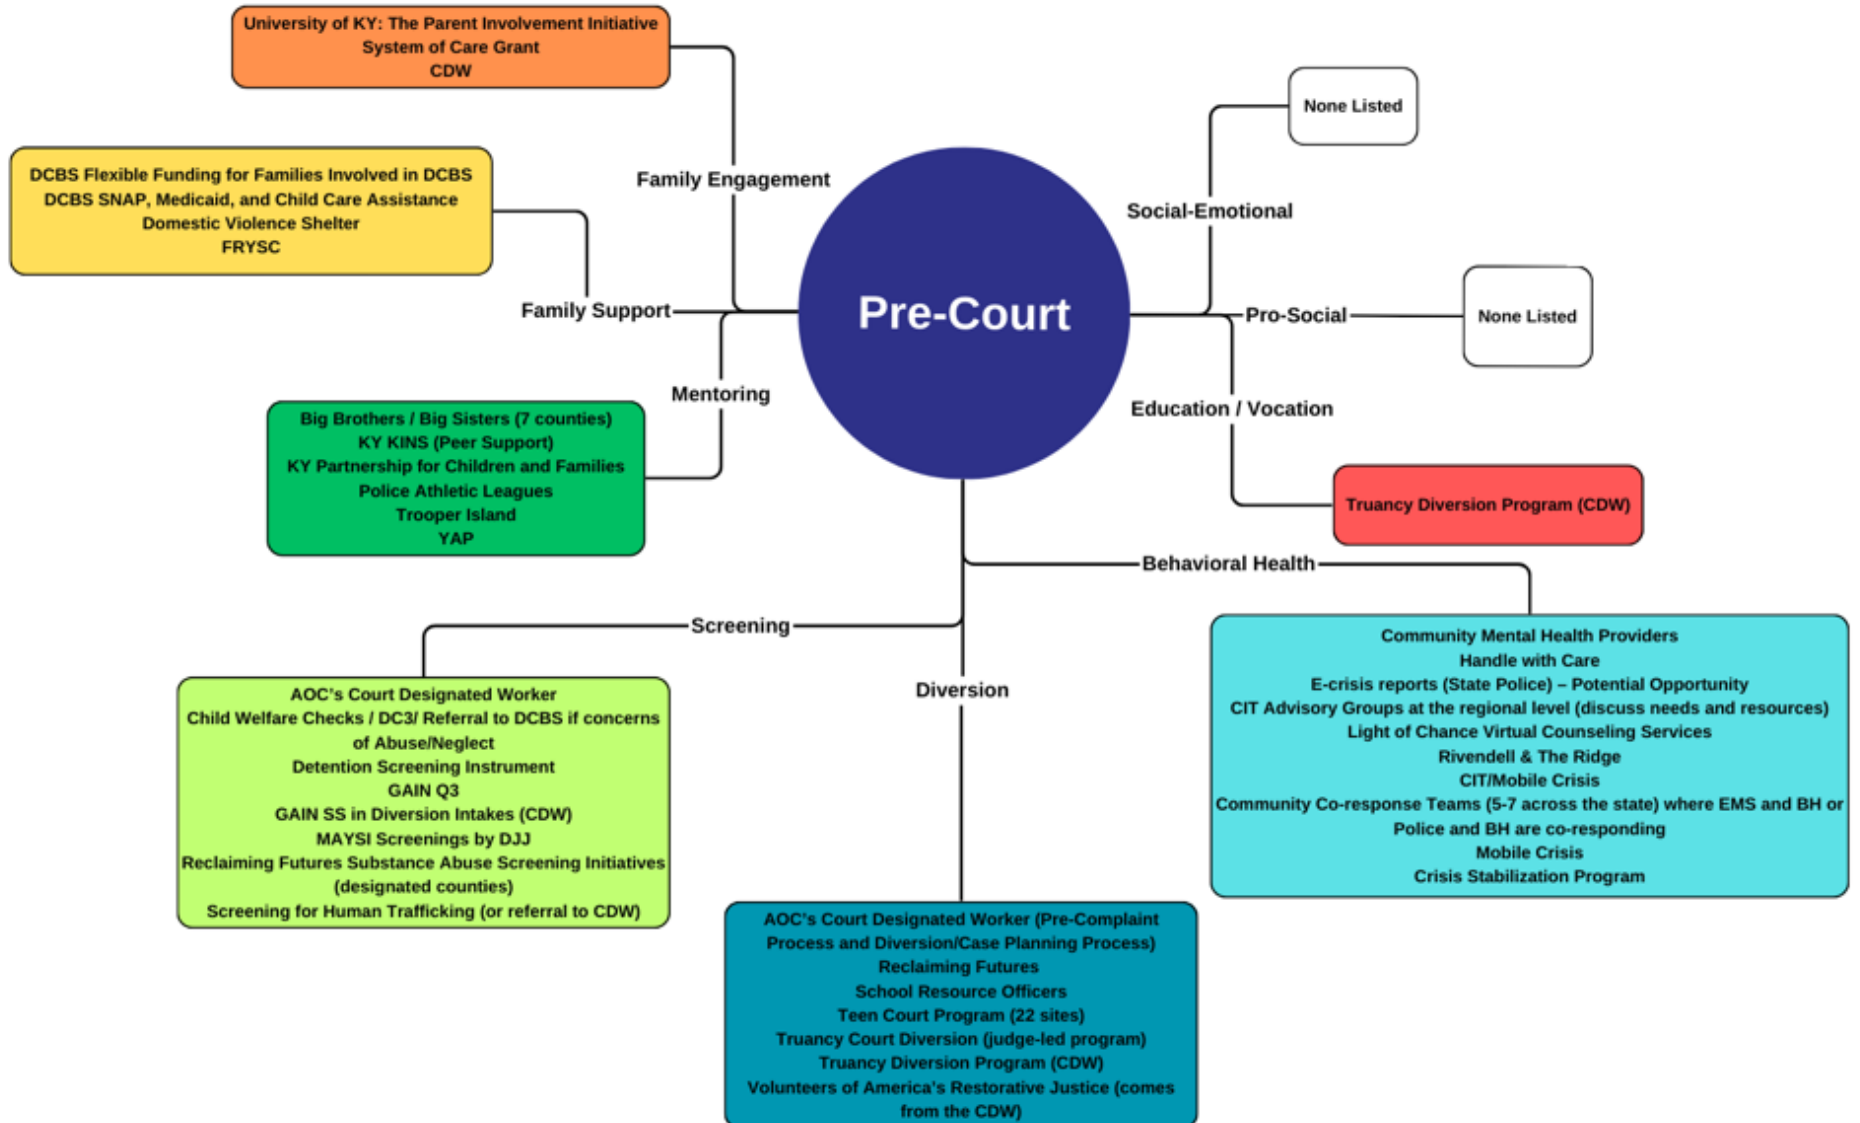 University of KY: The Parent Involvement Initiative
System of Care Grant
CDW
None Listed
DCBS Flexible Funding for Families Involved in DCBS
DCBS SNAP, Medicaid, and Child Care Assistance
Domestic Violence Shelter
FRYSC
Family Engagement
Social-Emotional
Family Support
Pre-Court
Pro-Social
None Listed
Mentoring
Education / Vocation
Big Brothers / Big Sisters (7 counties)
KY KINS (Peer Support)
KY Partnership for Children and Families
Police Athletic Leagues
Trooper Island
YAP
Truancy Diversion Program (CDW)
Behavioral Health
Screening
Diversion
Community Mental Health Providers
Handle with Care
E-crisis reports (State Police) – Potential Opportunity
CIT Advisory Groups at the regional level (discuss needs and resources)
Light of Chance Virtual Counseling Services
Rivendell & The Ridge
CIT/Mobile Crisis
Community Co-response Teams (5-7 across the state) where EMS and BH or
Police and BH are co-responding
Mobile Crisis
Crisis Stabilization Program
AOC's Court Designated Worker
Child Welfare Checks / DC3/ Referral to DCBS if concerns
of Abuse/Neglect
Detention Screening Instrument
GAIN Q3
GAIN SS in Diversion Intakes (CDW)
MAYSI Screenings by DJJ
Reclaiming Futures Substance Abuse Screening Initiatives
(designated counties)
Screening for Human Trafficking (or referral to CDW)
AOC's Court Designated Worker (Pre-Complaint
Process and Diversion/Case Planning Process)
Reclaiming Futures
School Resource Officers
Teen Court Program (22 sites)
Truancy Court Diversion (judge-led program)
Truancy Diversion Program (CDW)
Volunteers of America's Restorative Justice (comes
from the CDW)